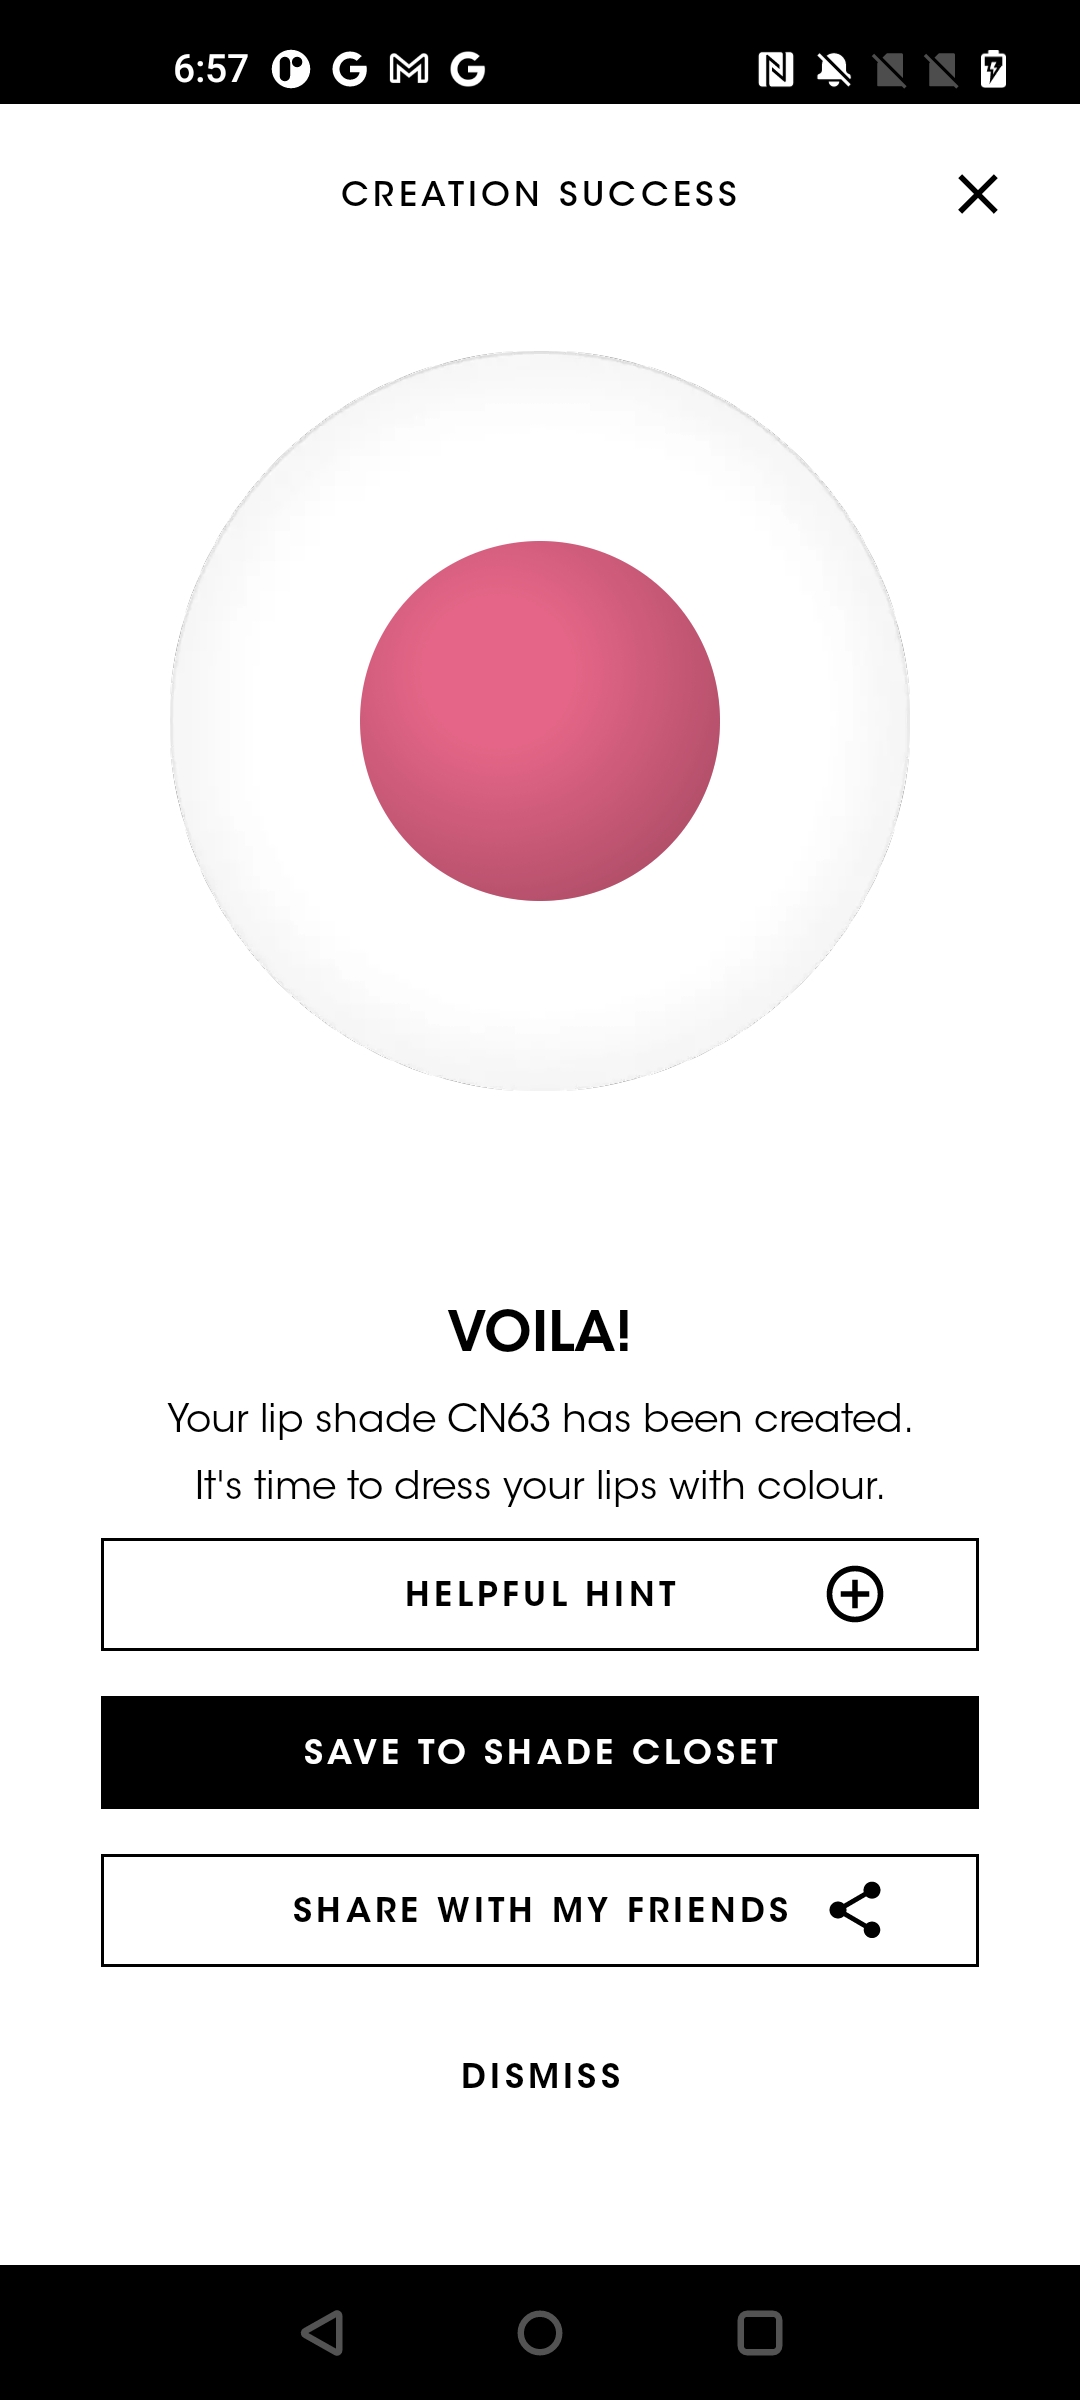 6:57
CREATION SUCCESS
VOILA!
Your lip shade CN63 has been created.
It's time to dress your lips with colour.
HELPFUL HINT
SAVE TO SHADE CLOSET
SHARE WITH MY FRIENDS
DISMISS